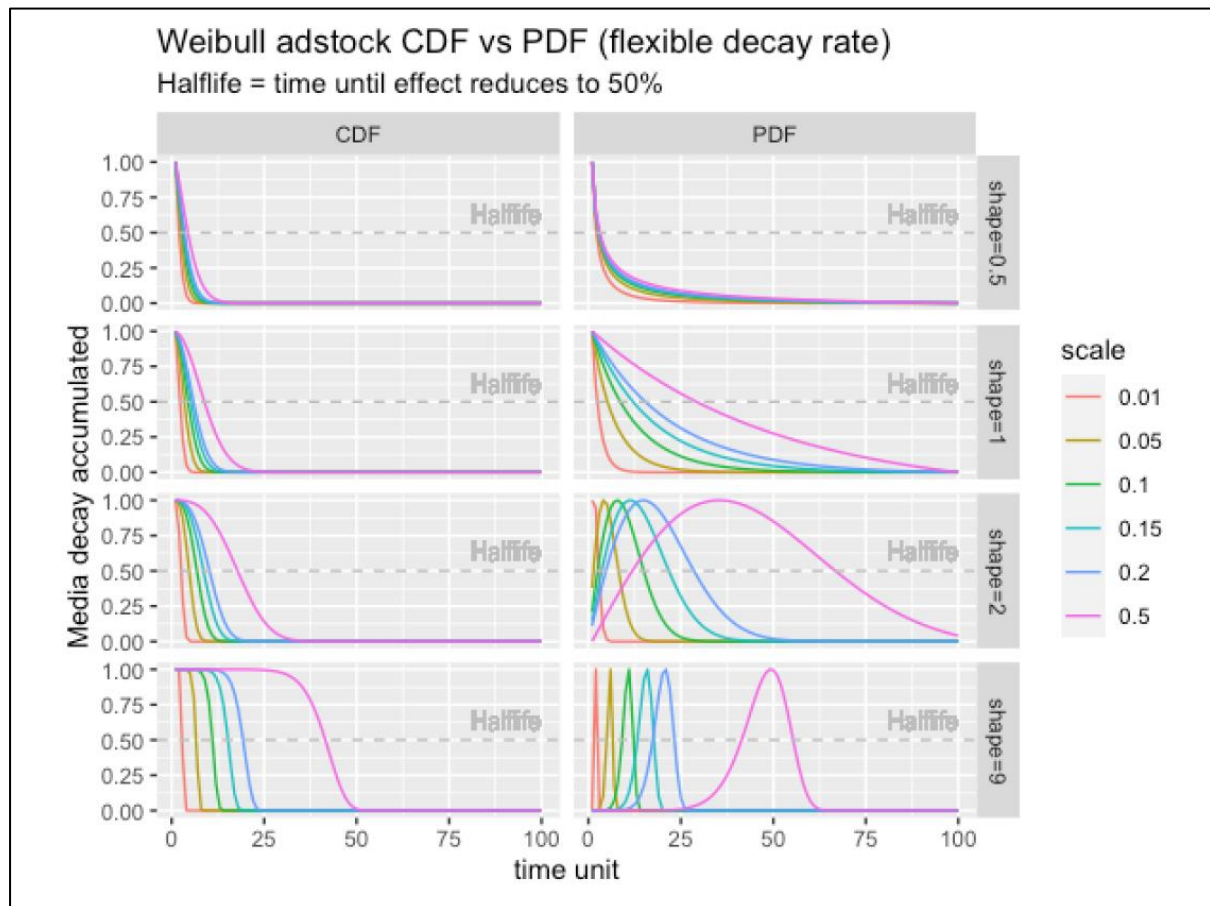 Weibull adstock CDF vs PDF (flexible decay rate)
Halflife = time until effect reduces to 50%
CDF
PDF
Media decay accumulated
1.00
0.75
0.50
0.25
0.00
Halflife
Halflife
shape=0.5
1.00
0.75
0.50
0.25
0.00
Halflife
Halflife
shape=1
1.00
0.75
0.50
0.25
0.00
Halflife
Halflife
shape=2
1.00
0.75
0.50
0.25
0.00
Halflife
Halflife
shape=9
0
25
50
75
100
0
25
50
75
100
time unit
scale
0.01
0.05
0.1
0.15
0.2
0.5